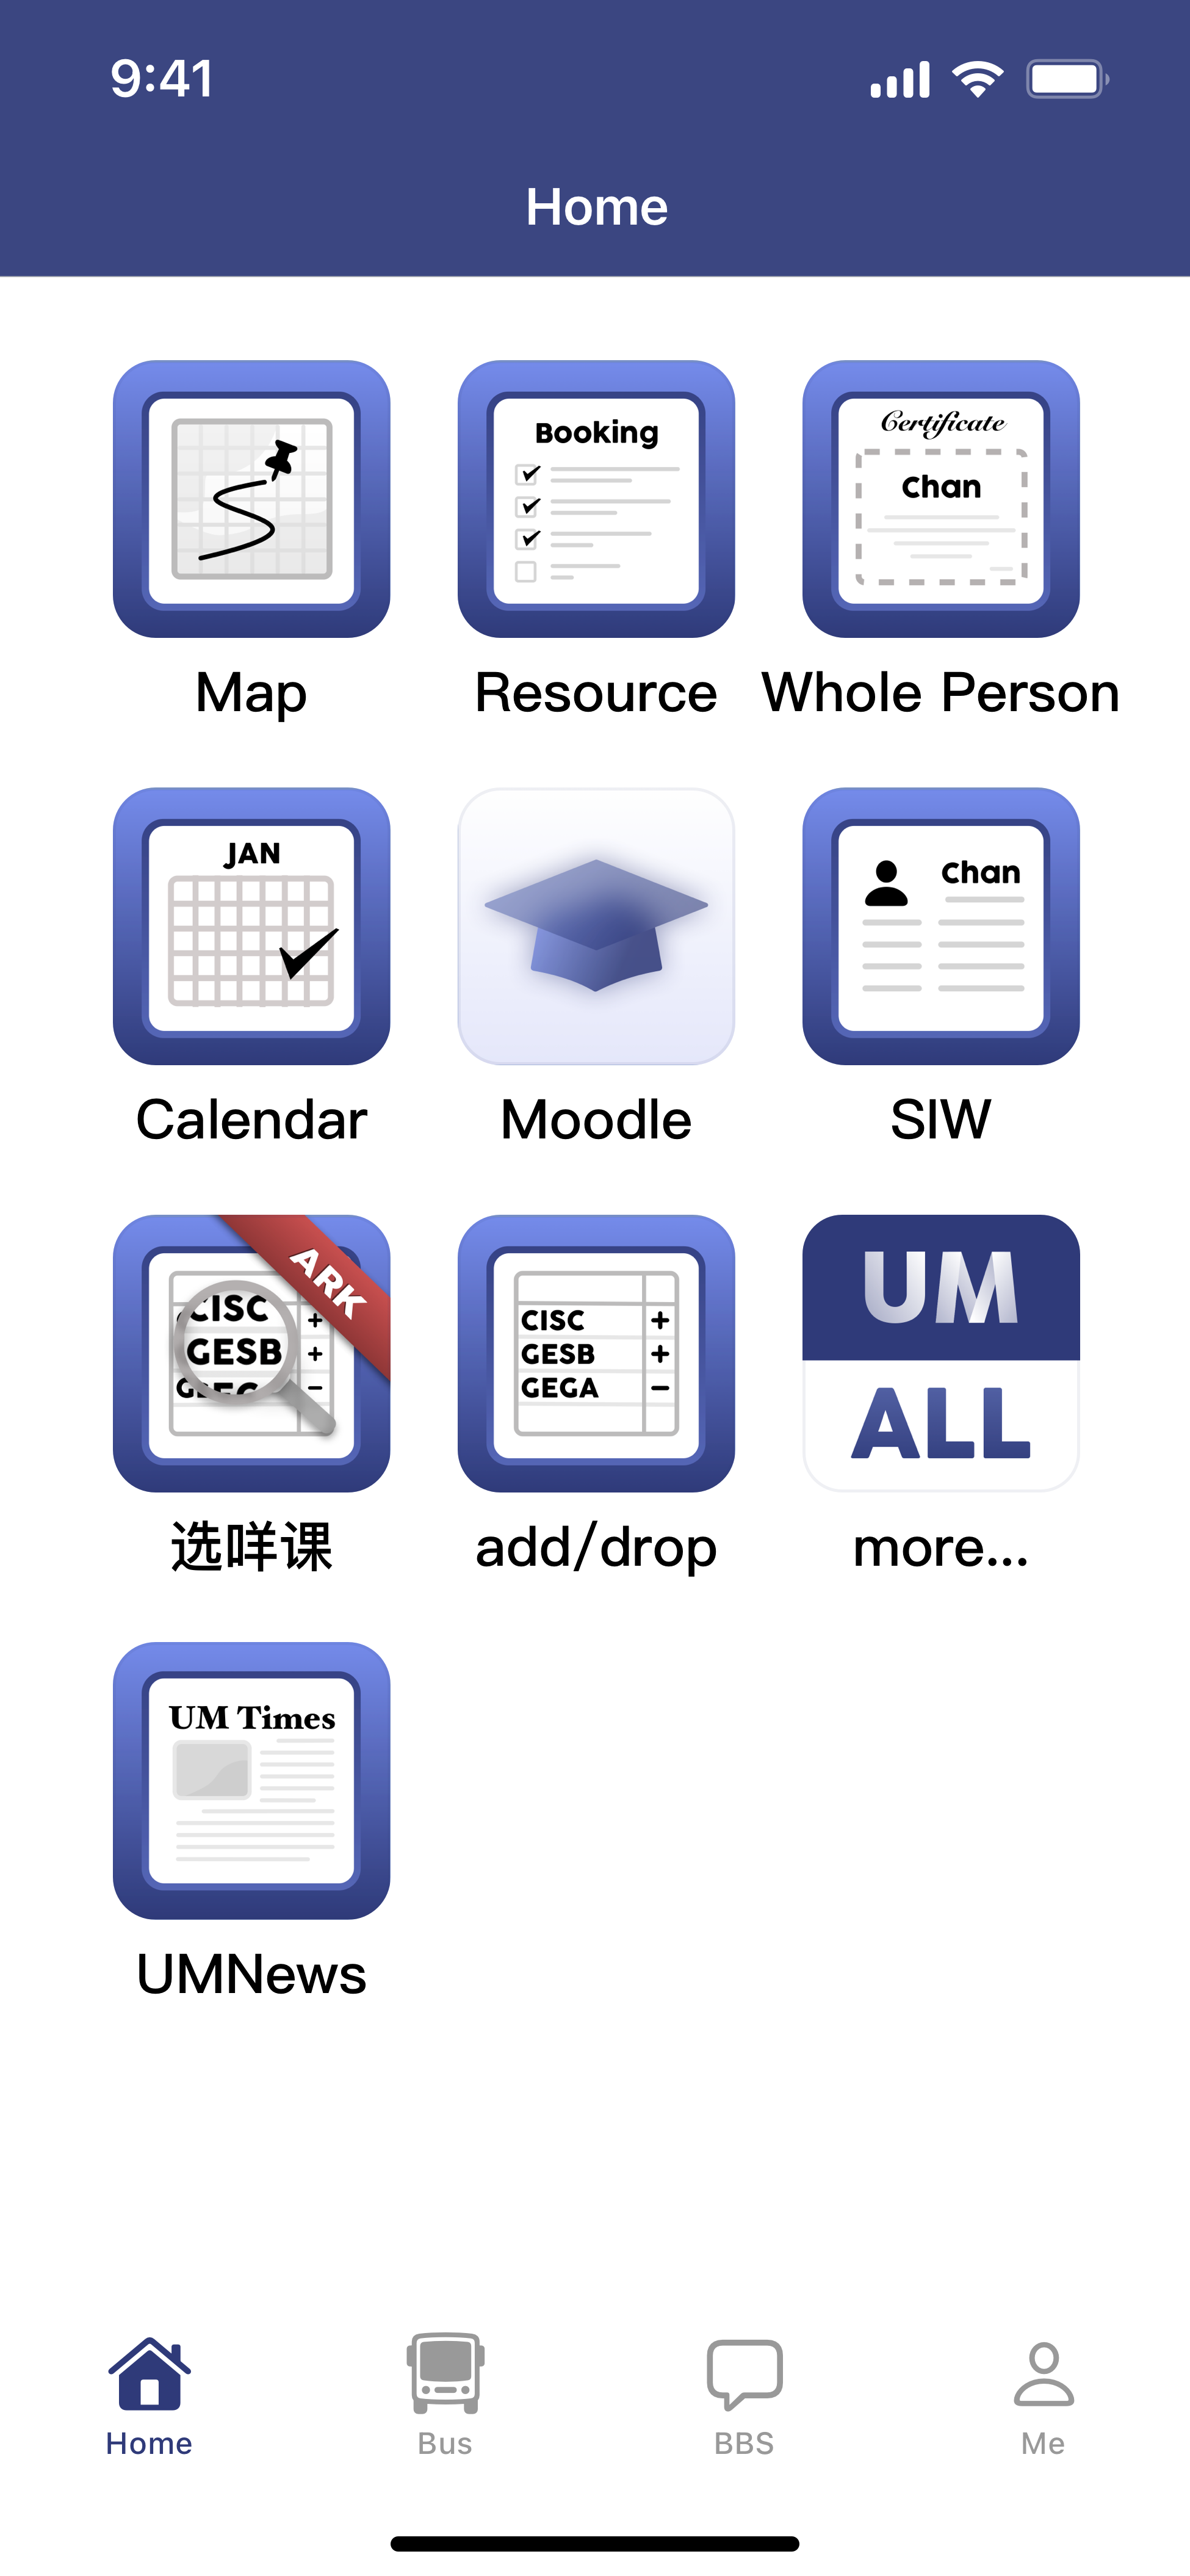 9:41
Home
Booking
Certificate
Chan
Map
Resource
Whole Person
JAN
Chan
Calendar
Moodle
SIW
ARK
CISC
GESB
CISC
GESB
GEGA
UM
ALL
选咩课
add/drop
more...
UM Times
UMNews
Home
Bus
BBS
Me